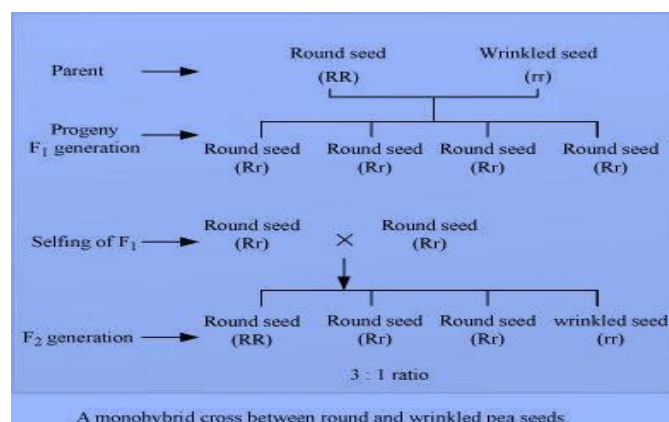 Round seed Wrinkled seed
Parent (RR) (rr)
Progeny
F₁ generation Round seed Round seed Round seed Round seed
(Rr) (Rr) (Rr) (Rr)
Round seed Round seed
Selfing of F₁ (Rr) × (Rr)
Round seed Round seed Round seed wrinkled seed
F₂ generation (RR) (Rr) (Rr) (rr)
3 : 1 ratio
A monohybrid cross between round and wrinkled pea seeds